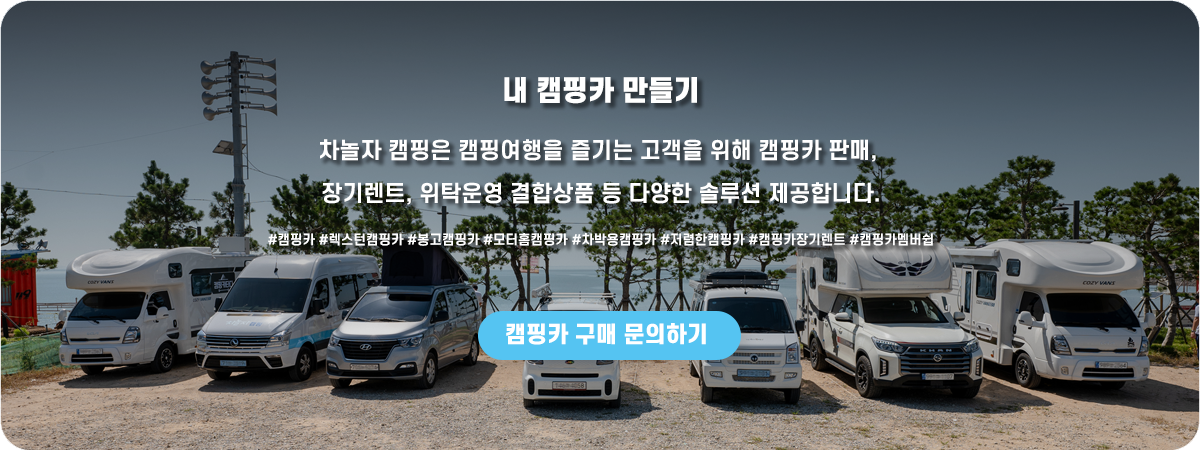 내 캠핑카 만들기
차놀자 캠핑은 캠핑여행을 즐기는 고객을 위해 캠핑카 판매,
장기렌트, 위탁운영 결합상품 등 다양한 솔루션 제공합니다.
#캠핑카 #렉스턴캠핑카 #봉고캠핑카 #모터홈캠핑카 #차박용캠핑카 #저렴한캠핑카 #캠핑카장기렌트 #캠핑카멤버쉽
COZY VANS
COZY VANS
KHAN
캠핑카 구매 문의하기